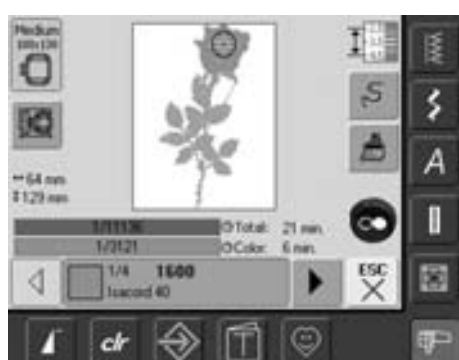 Medium
100x130
64 mm
129 mm
1/11136
Total: 21 min.
1/3121
Color: 6 min.
1/4 1600
Isacord 40
ESC
A
clr